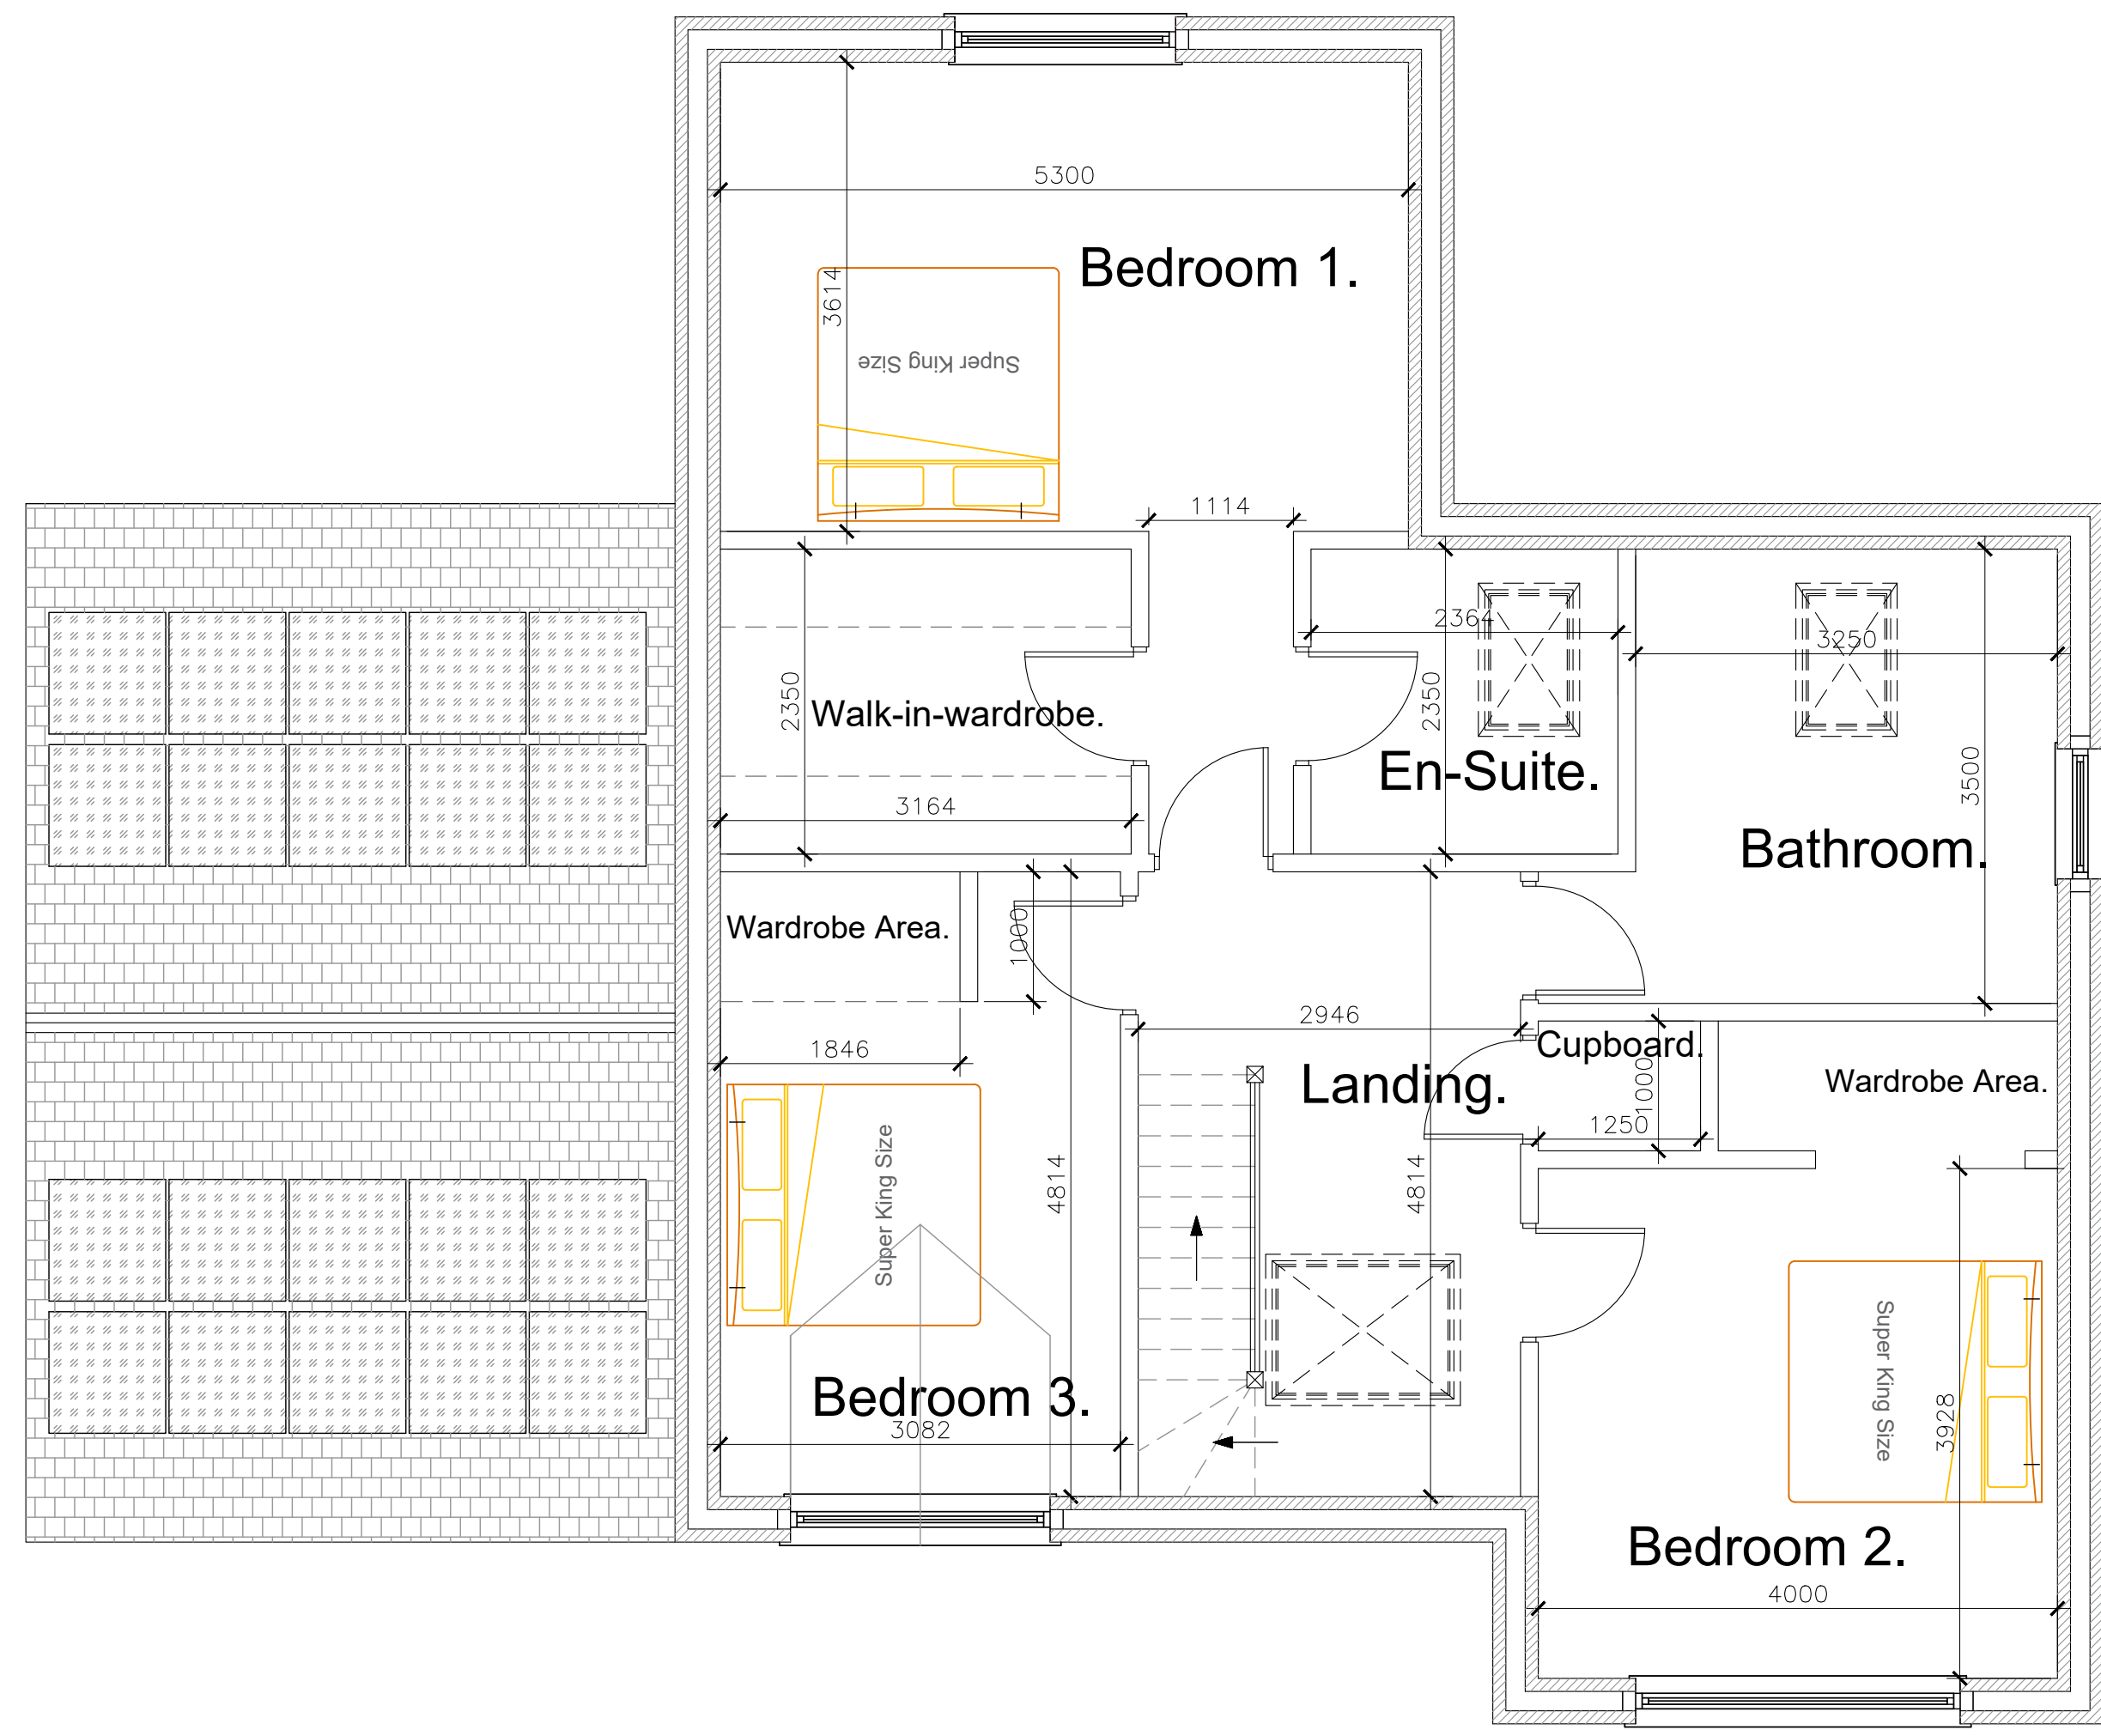 5300
Bedroom 1.
3614
Super King Size
1114
2364
3250
2350
Walk-in-wardrobe.
2350
En-Suite.
3500
3164
Bathroom.
Wardrobe Area.
1000
2946
Cupboard.
1846
Landing.
1000
Wardrobe Area.
1250
Super King Size
4814
4814
Super King Size
Bedroom 3.
3082
3928
Bedroom 2.
4000